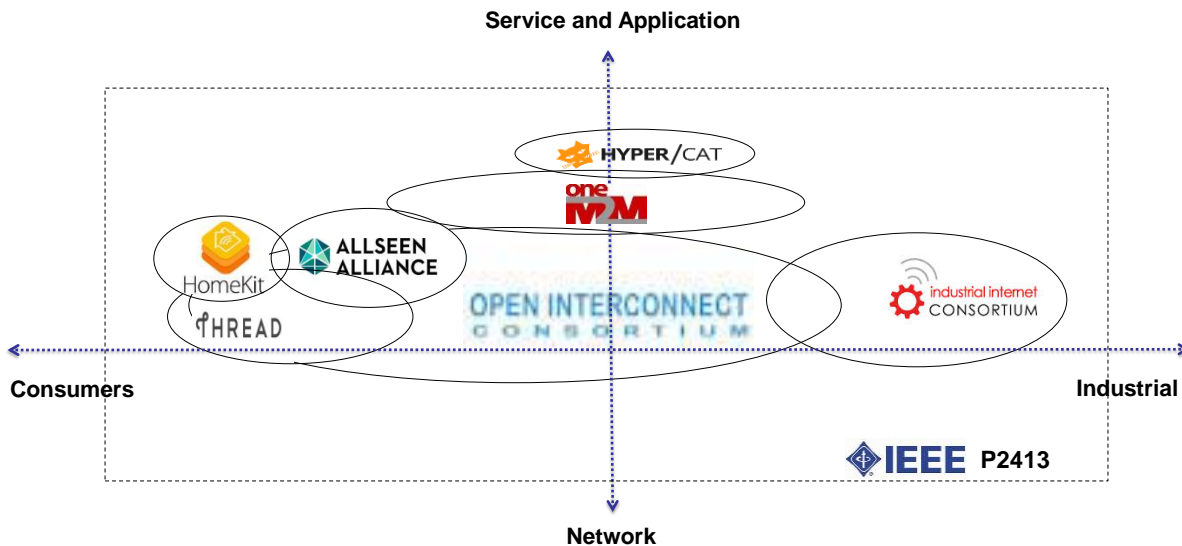 Service and Application
HYPER/CAT
one
M2M
HomeKit
ALLSEEN
ALLIANCE
THREAD
OPEN INTERCONNECT
CONSORTIUM
industrial internet
CONSORTIUM
Consumers
Industrial
IEEE P2413
Network